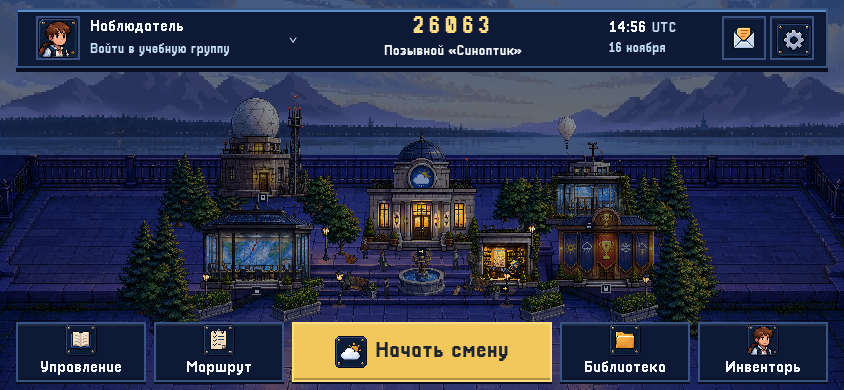 Наблюдатель
Войти в учебную группу
26063
Позывной «Синоптик»
14:56 UTC
16 ноября
Управление
Маршрут
Начать смену
Библиотека
Инвентарь